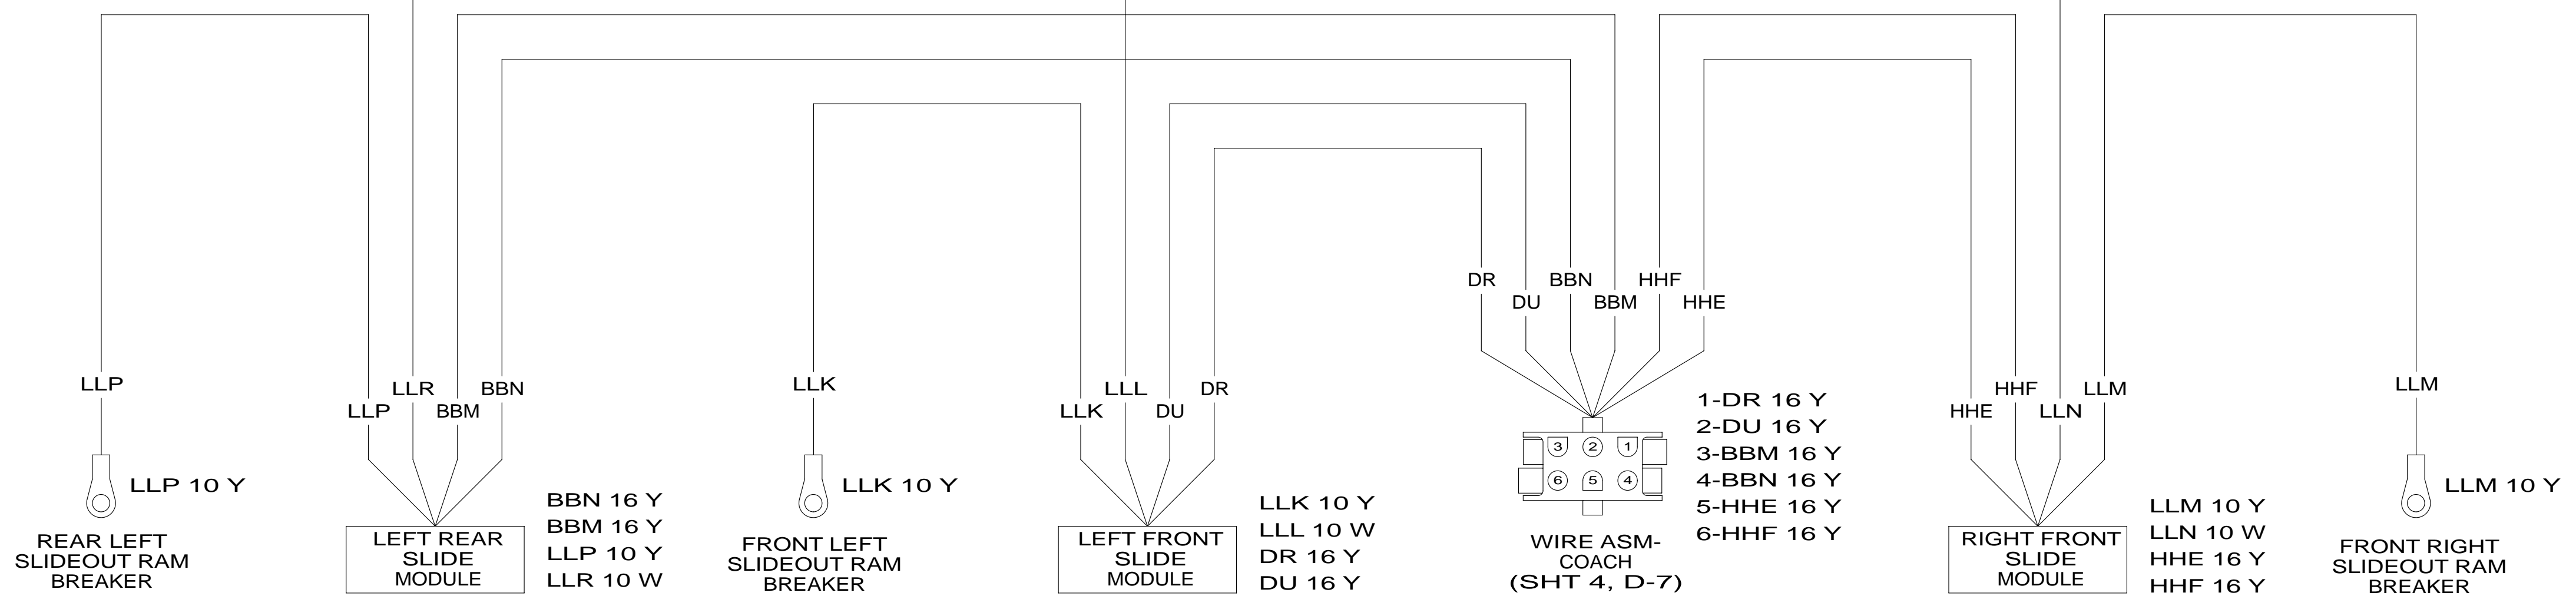 DR
BBN
HHF
DU
BBM
HHE
LLP
LLR
BBN
LLP
BBM
LLK
LLL
DR
LLK
DU
HHF
LLM
HHE
LLN
LLM
LLP 10 Y
REAR LEFT
SLIDEOUT RAM
BREAKER
LEFT REAR
SLIDE
MODULE
BBN 16 Y
BBM 16 Y
LLP 10 Y
LLR 10 W
LLK 10 Y
FRONT LEFT
SLIDEOUT RAM
BREAKER
LEFT FRONT
SLIDE
MODULE
LLK 10 Y
LLL 10 W
DR 16 Y
DU 16 Y
3 2 1
6 5 4
WIRE ASM-
COACH
(SHT 4, D-7)
1-DR 16 Y
2-DU 16 Y
3-BBM 16 Y
4-BBN 16 Y
5-HHE 16 Y
6-HHF 16 Y
RIGHT FRONT
SLIDE
MODULE
LLM 10 Y
LLN 10 W
HHE 16 Y
HHF 16 Y
LLM 10 Y
FRONT RIGHT
SLIDEOUT RAM
BREAKER